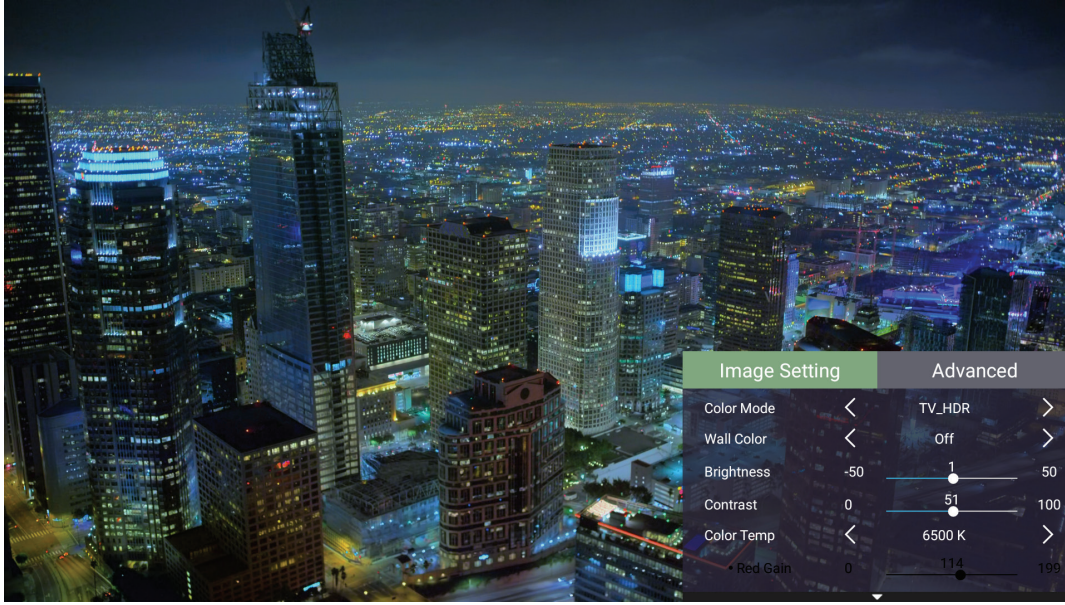 Image Setting Advanced
Color Mode TV_HDR
Wall Color Off
Brightness -50 1 50
Contrast 0 51 100
Color Temp 6500 K
• Red Gain 0 114 199